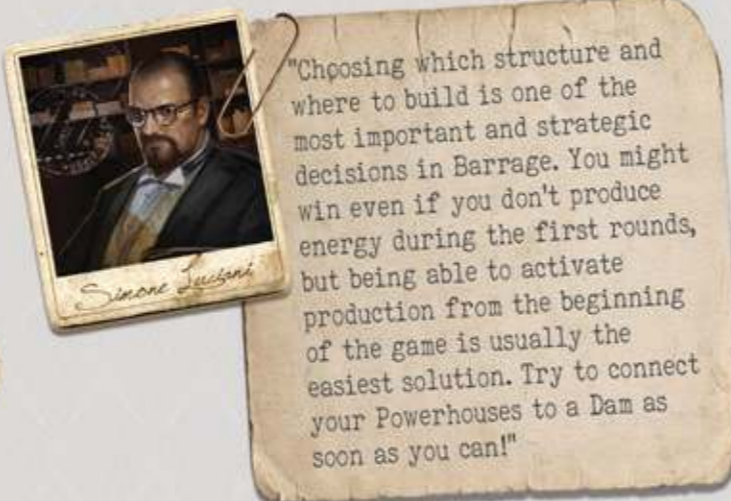 Simone Luciani
"Choosing which structure and
where to build is one of the
most important and strategic
decisions in Barrage. You might
win even if you don't produce
energy during the first rounds,
but being able to activate
production from the beginning
of the game is usually the
easiest solution. Try to connect
your Powerhouses to a Dam as
soon as you can!"